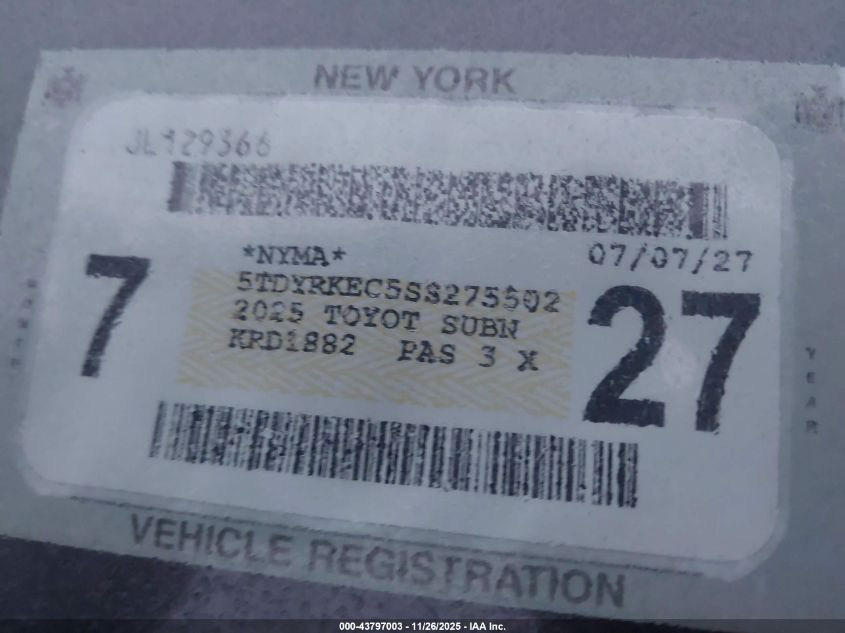 NEW YORK
JL129366
*NYMA*
07/07/27
7
5TDYRKEC5SS275502
27
2025 TOYOT SUBN
KRD1882 PAS 3 X
YEAR
VEHICLE REGISTRATION
000-43797003 - 11/26/2025 - IAA Inc.